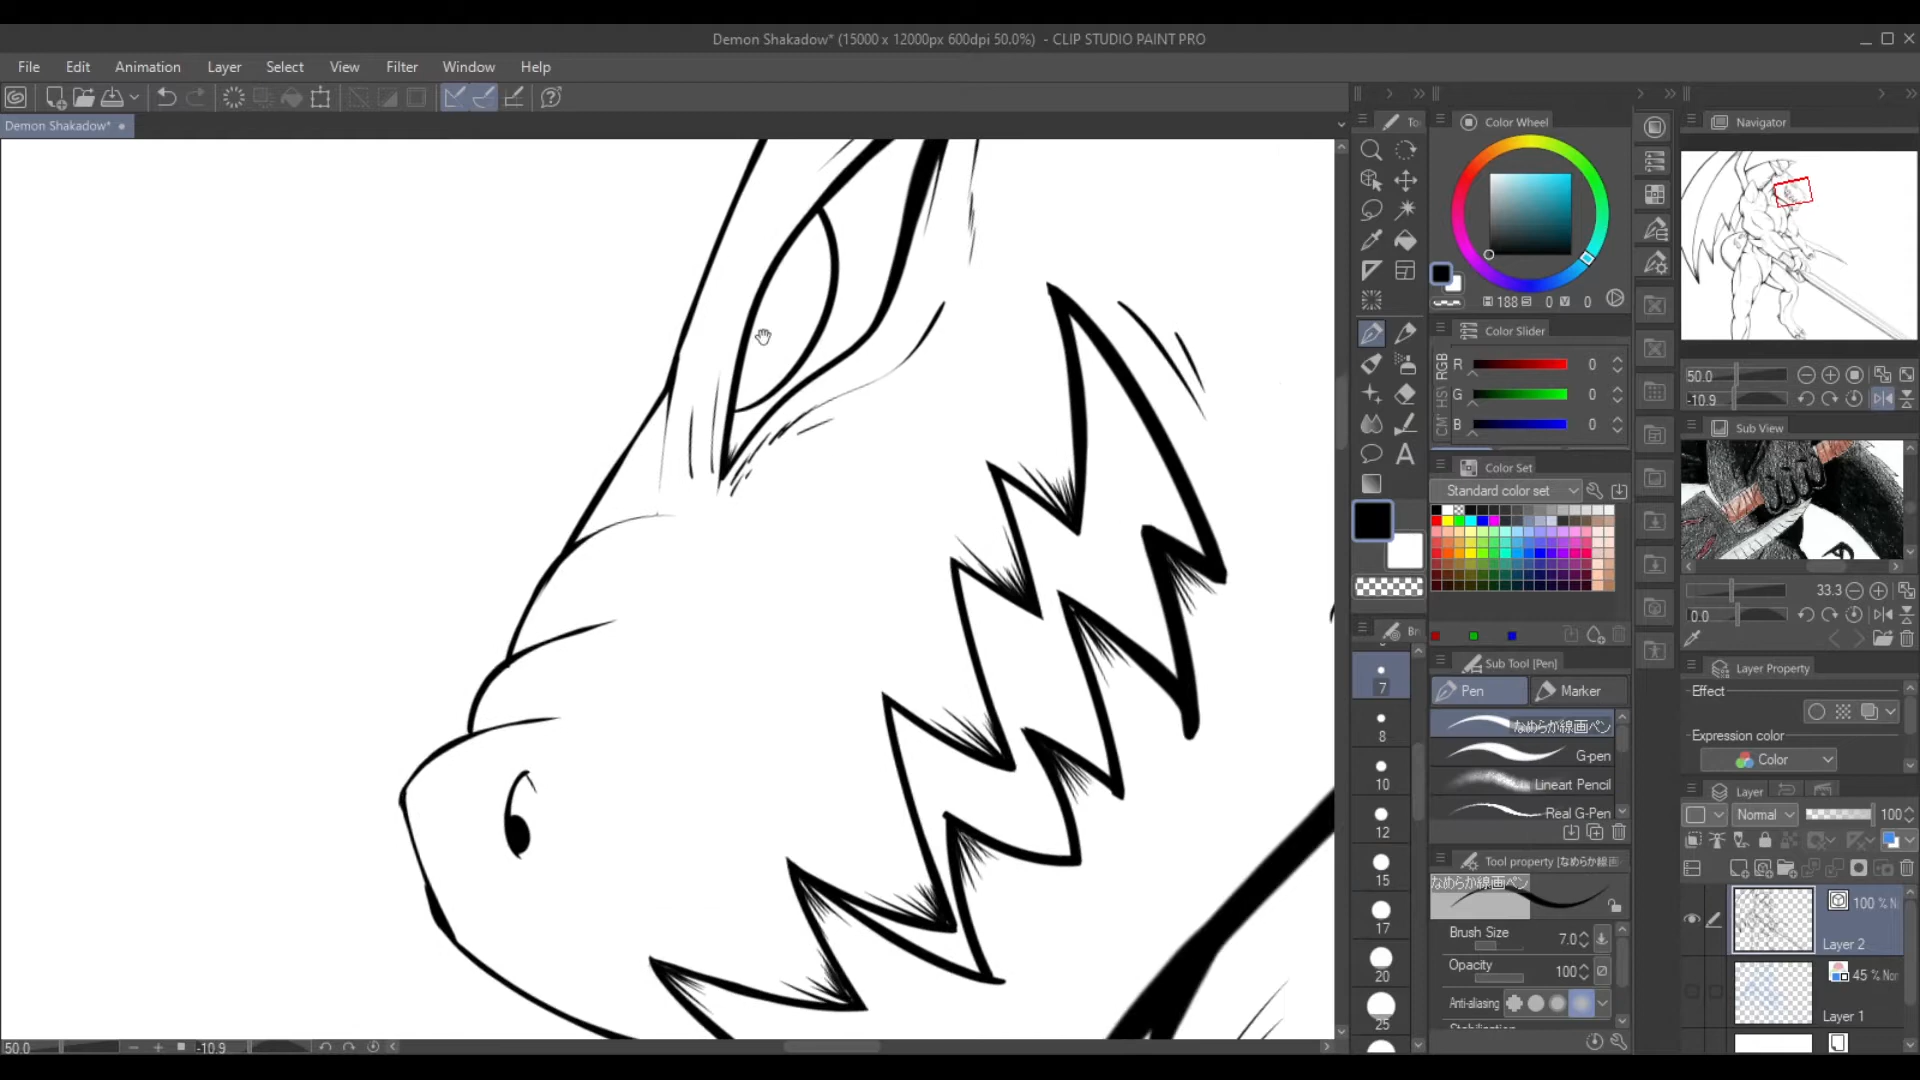 Demon Shakadow* (15000 x 12000px 600dpi 50.0%) - CLIP STUDIO PAINT PRO
File Edit Animation Layer Select View Filter Window Help
Demon Shakadow*
To
Color Wheel
Navigator
188 0 V 0
Color Slider
RGB
HSV
CM
R 0
G 0
B 0
50.0
-10.9
Sub View
Color Set
Standard color set
33.3
0.0
Br
7
8
10
12
15
17
20
25
Sub Tool [Pen]
Pen Marker
なめらか線画ペン
G-pen
Lineart Pencil
Real G-Pen
Layer Property
Effect
Expression color
Color
Layer
Normal 100
Tool property [なめらか線画
なめらか線画ペン
Brush Size 7.0
Opacity 100
Anti-aliasing
100 % N
Layer 2
45 % Nor
Layer 1
50.0 -10.9